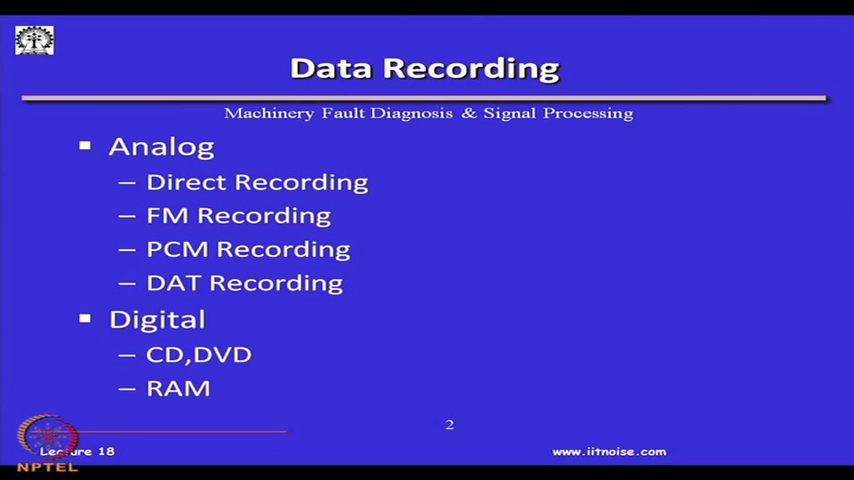 Data Recording
Machinery Fault Diagnosis & Signal Processing
▪ Analog
– Direct Recording
– FM Recording
– PCM Recording
– DAT Recording
▪ Digital
– CD,DVD
– RAM
2
Lecture 18
www.iitnoise.com
NPTEL